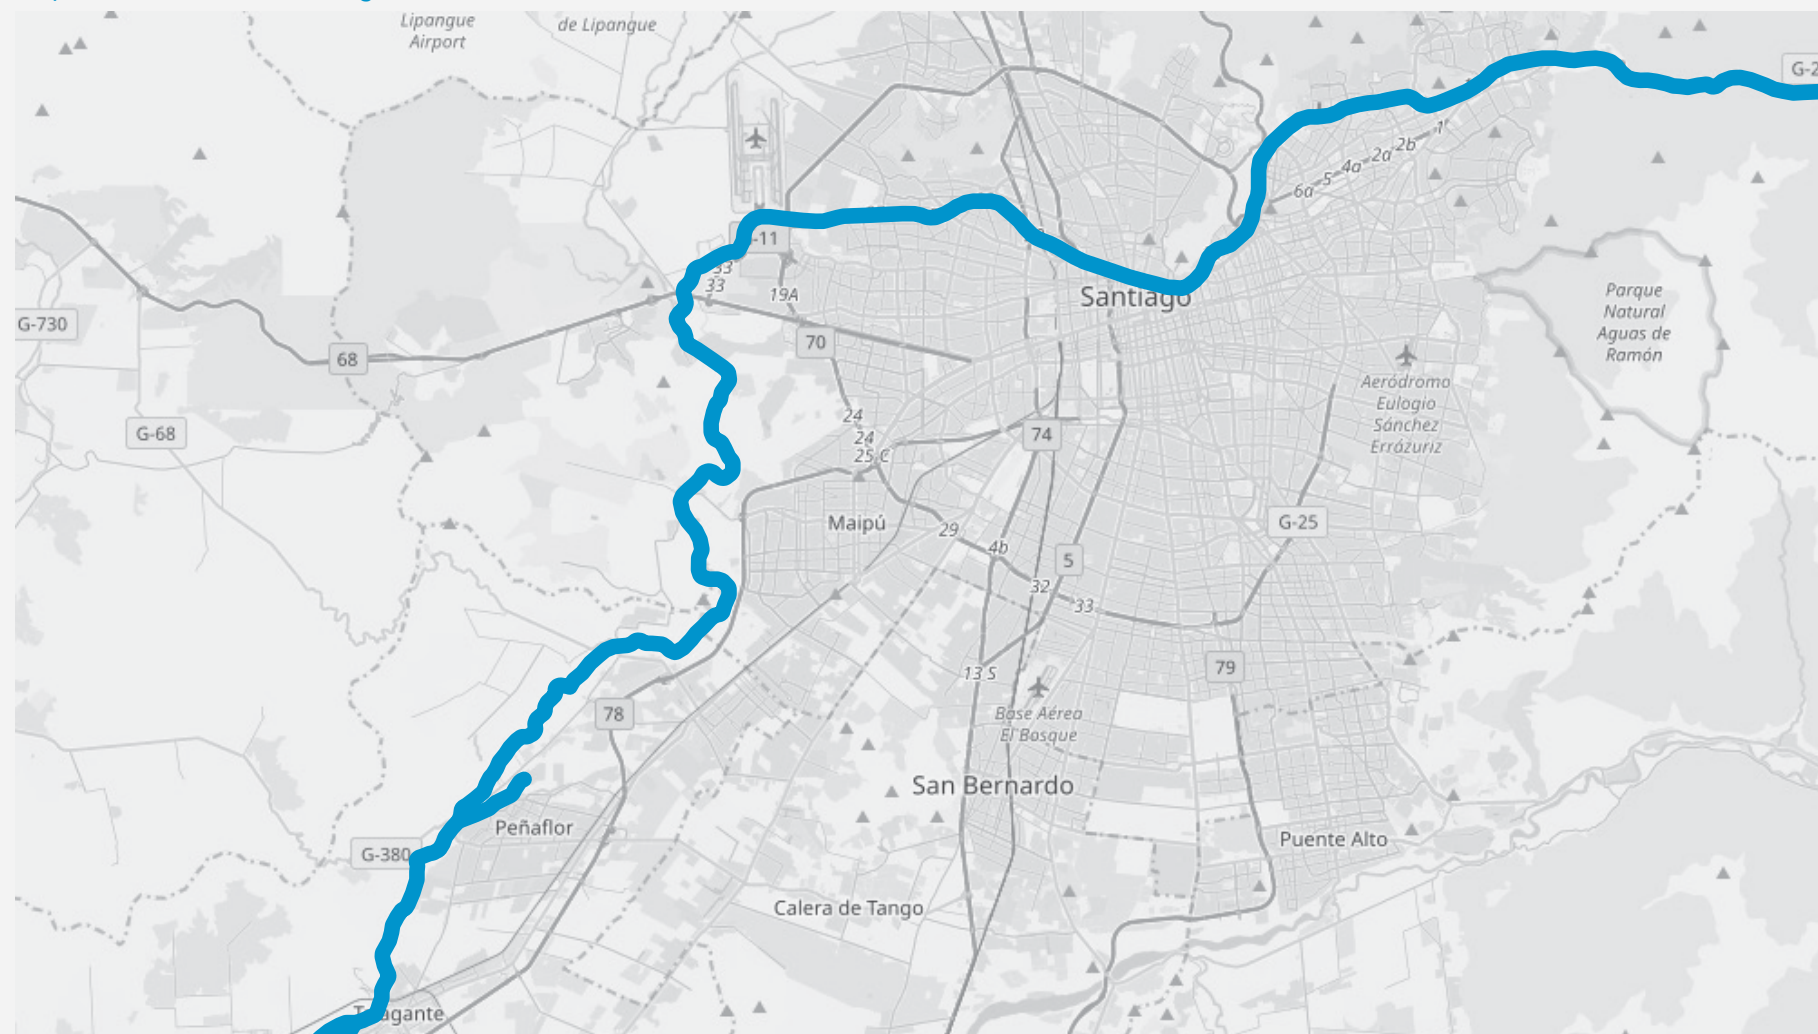 Lipangue
Airport
de Lipangue
G-2
1
2b
2a
4a
5
6a
-11
33
33
19A
Santiago
Parque
Natural
Aguas de
Ramón
G-730
68
70
Aeródromo
Eulogio
Sánchez
Errázuriz
24
24
25 C
G-68
74
Maipú
29
4b
5
G-25
32
33
13 S
79
78
Base Aérea
El Bosque
San Bernardo
Peñaflor
Puente Alto
G-380
Calera de Tango
T agante